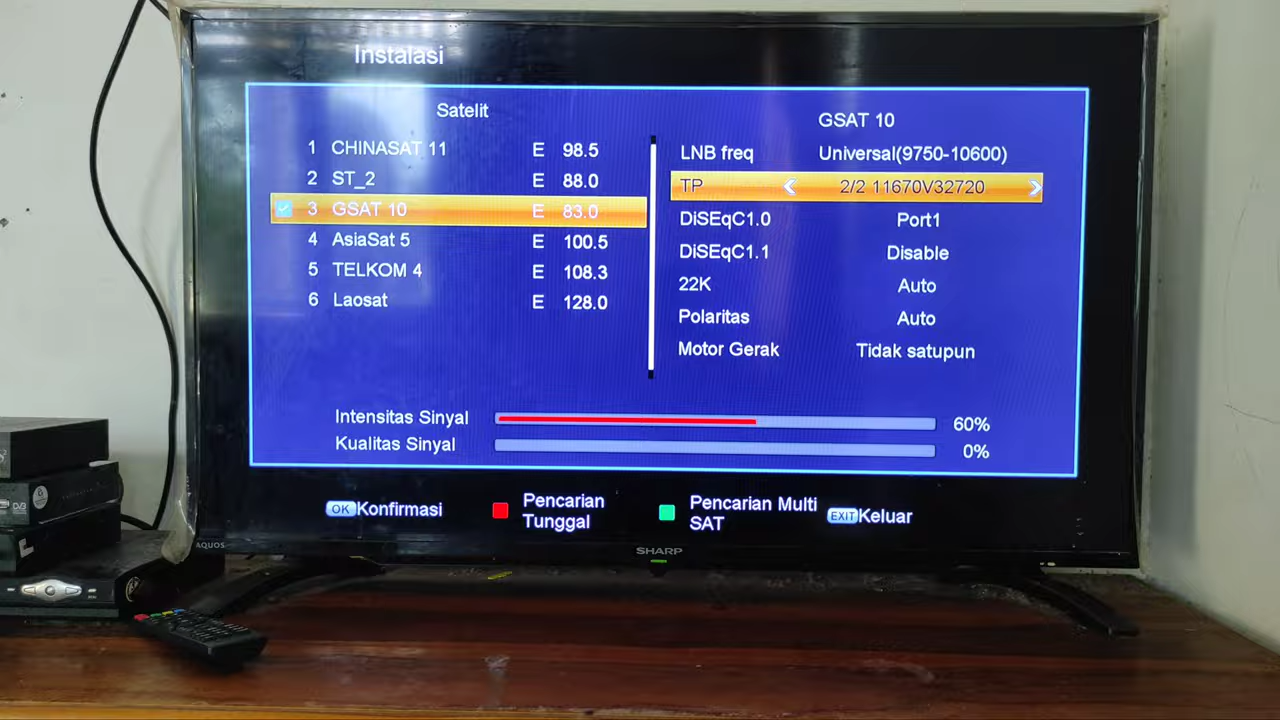 Instalasi
Satelit
1 CHINASAT 11 E 98.5
2 ST_2 E 88.0
3 GSAT 10 E 83.0
4 AsiaSat 5 E 100.5
5 TELKOM 4 E 108.3
6 Laosat E 128.0
GSAT 10
LNB freq Universal(9750-10600)
TP 2/2 11670V32720
DiSEqC1.0 Port1
DiSEqC1.1 Disable
22K Auto
Polaritas Auto
Motor Gerak Tidak satupun
Intensitas Sinyal 60%
Kualitas Sinyal 0%
OK Konfirmasi
Pencarian
Tunggal
Pencarian Multi
SAT
EXIT Keluar
AQUOS
SHARP